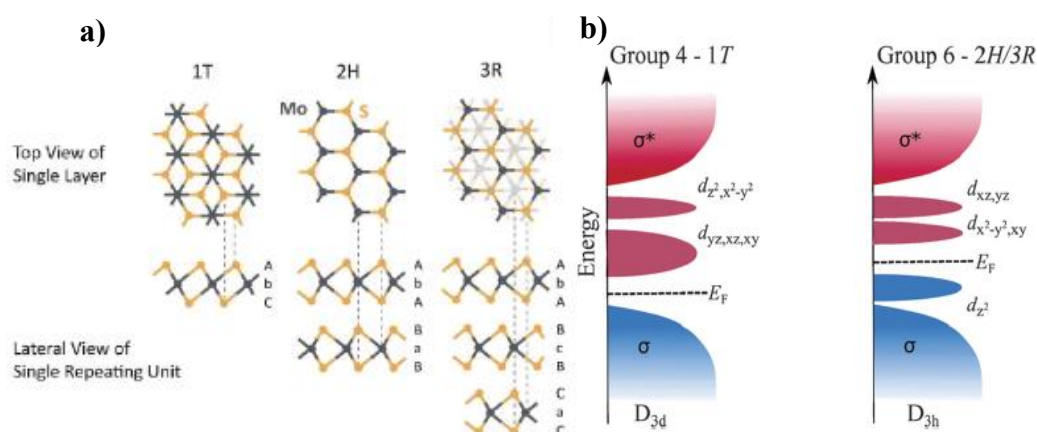 a)
1T
2H
3R
Mo
S
Top View of
Single Layer
A
b
C
A
b
A
B
a
B
A
b
A
B
c
B
C
a
C
Lateral View of
Single Repeating Unit
b)
Group 4 - 1T
Energy
σ*
d_{z²,x²-y²}
d_{yz,xz,xy}
E_F
σ
D_{3d}
Group 6 - 2H/3R
σ*
d_{xz,yz}
d_{x²-y²,xy}
E_F
d_{z²}
σ
D_{3h}